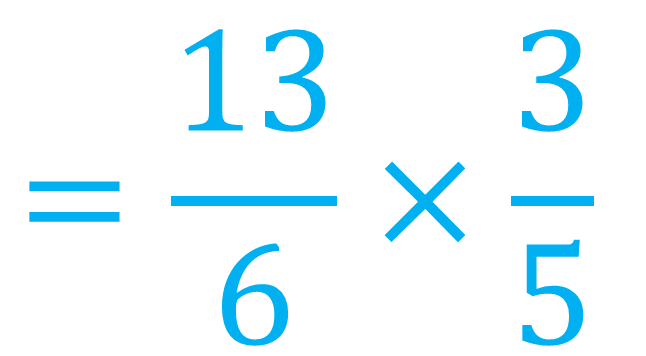 = 13/6 × 3/5